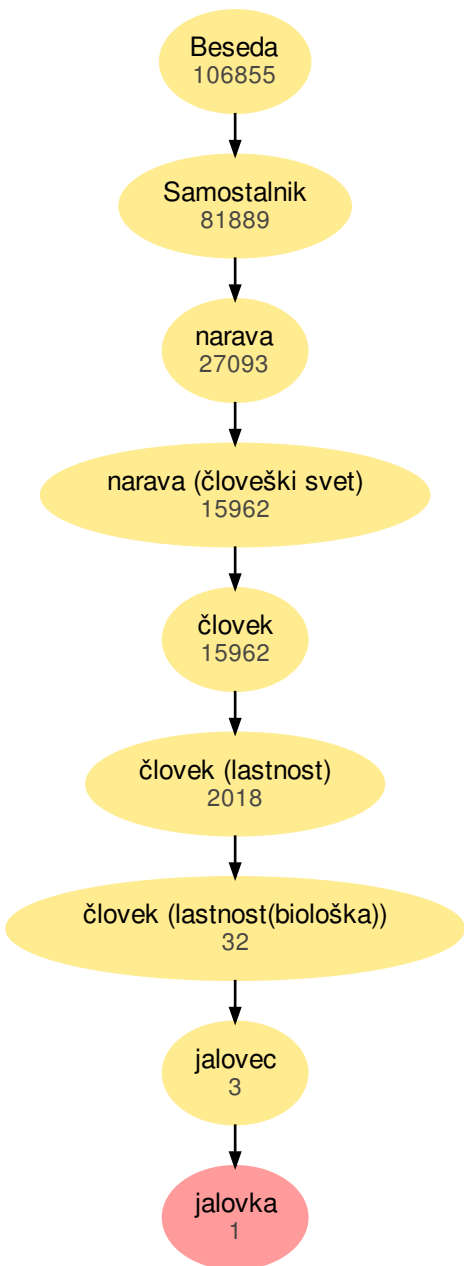 Beseda
106855
Samostalnik
81889
narava
27093
narava (človeški svet)
15962
človek
15962
človek (lastnost)
2018
človek (lastnost(biološka))
32
jalovec
3
jalovka
1